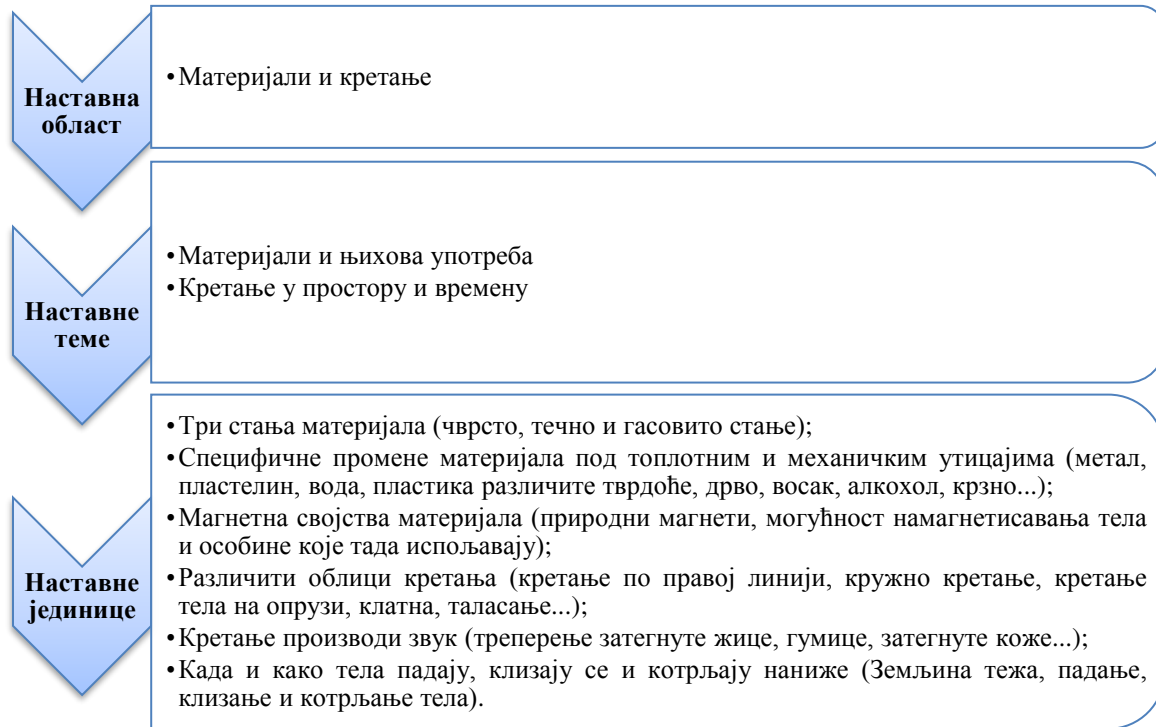 Наставна
област
•Материјали и кретање
Наставне
теме
•Материјали и њихова употреба
•Кретање у простору и времену
Наставне
јединице
•Три стања материјала (чврсто, течно и гасовито стање);
•Специфичне промене материјала под топлотним и механичким утицајима (метал,
пластелин, вода, пластика различите тврдоће, дрво, восак, алкохол, крзно...);
•Магнетна својства материјала (природни магнети, могућност намагнетисавања тела
и особине које тада испољавају);
•Различити облици кретања (кретање по правој линији, кружно кретање, кретање
тела на опрузи, клатна, таласање...);
•Кретање производи звук (треперење затегнуте жице, гумице, затегнуте коже...);
•Када и како тела падају, клизају се и котрљају наниже (Земљина тежа, падање,
клизање и котрљање тела).